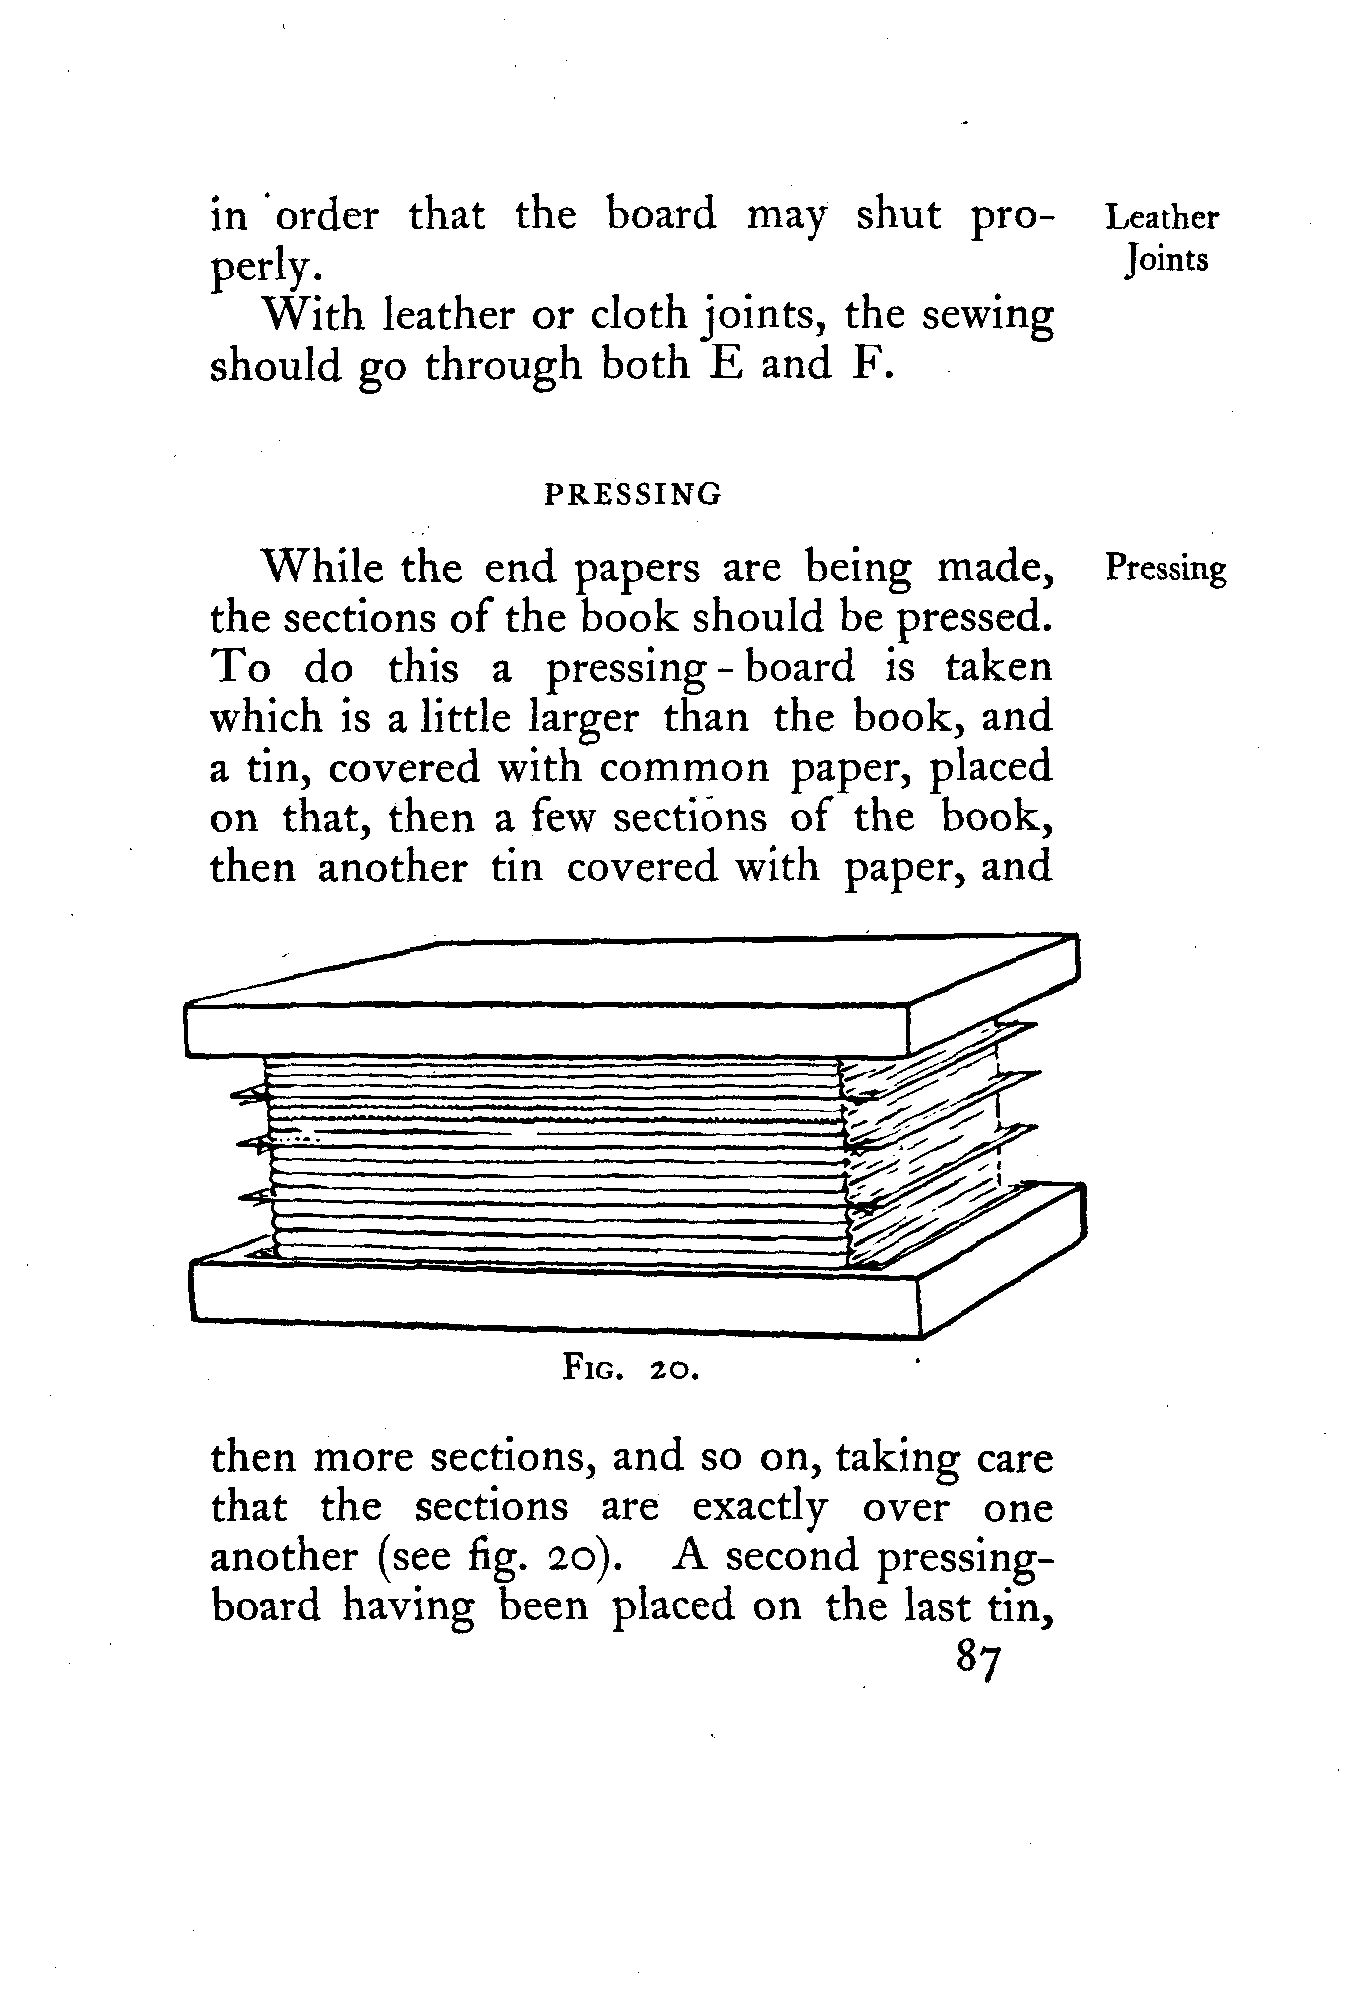 in order that the board may shut pro-
perly.
Leather
Joints
With leather or cloth joints, the sewing
should go through both E and F.
PRESSING
While the end papers are being made,
Pressing
the sections of the book should be pressed.
To do this a pressing-board is taken
which is a little larger than the book, and
a tin, covered with common paper, placed
on that, then a few sections of the book,
then another tin covered with paper, and
FIG. 20.
then more sections, and so on, taking care
that the sections are exactly over one
another (see fig. 20). A second pressing-
board having been placed on the last tin,
87